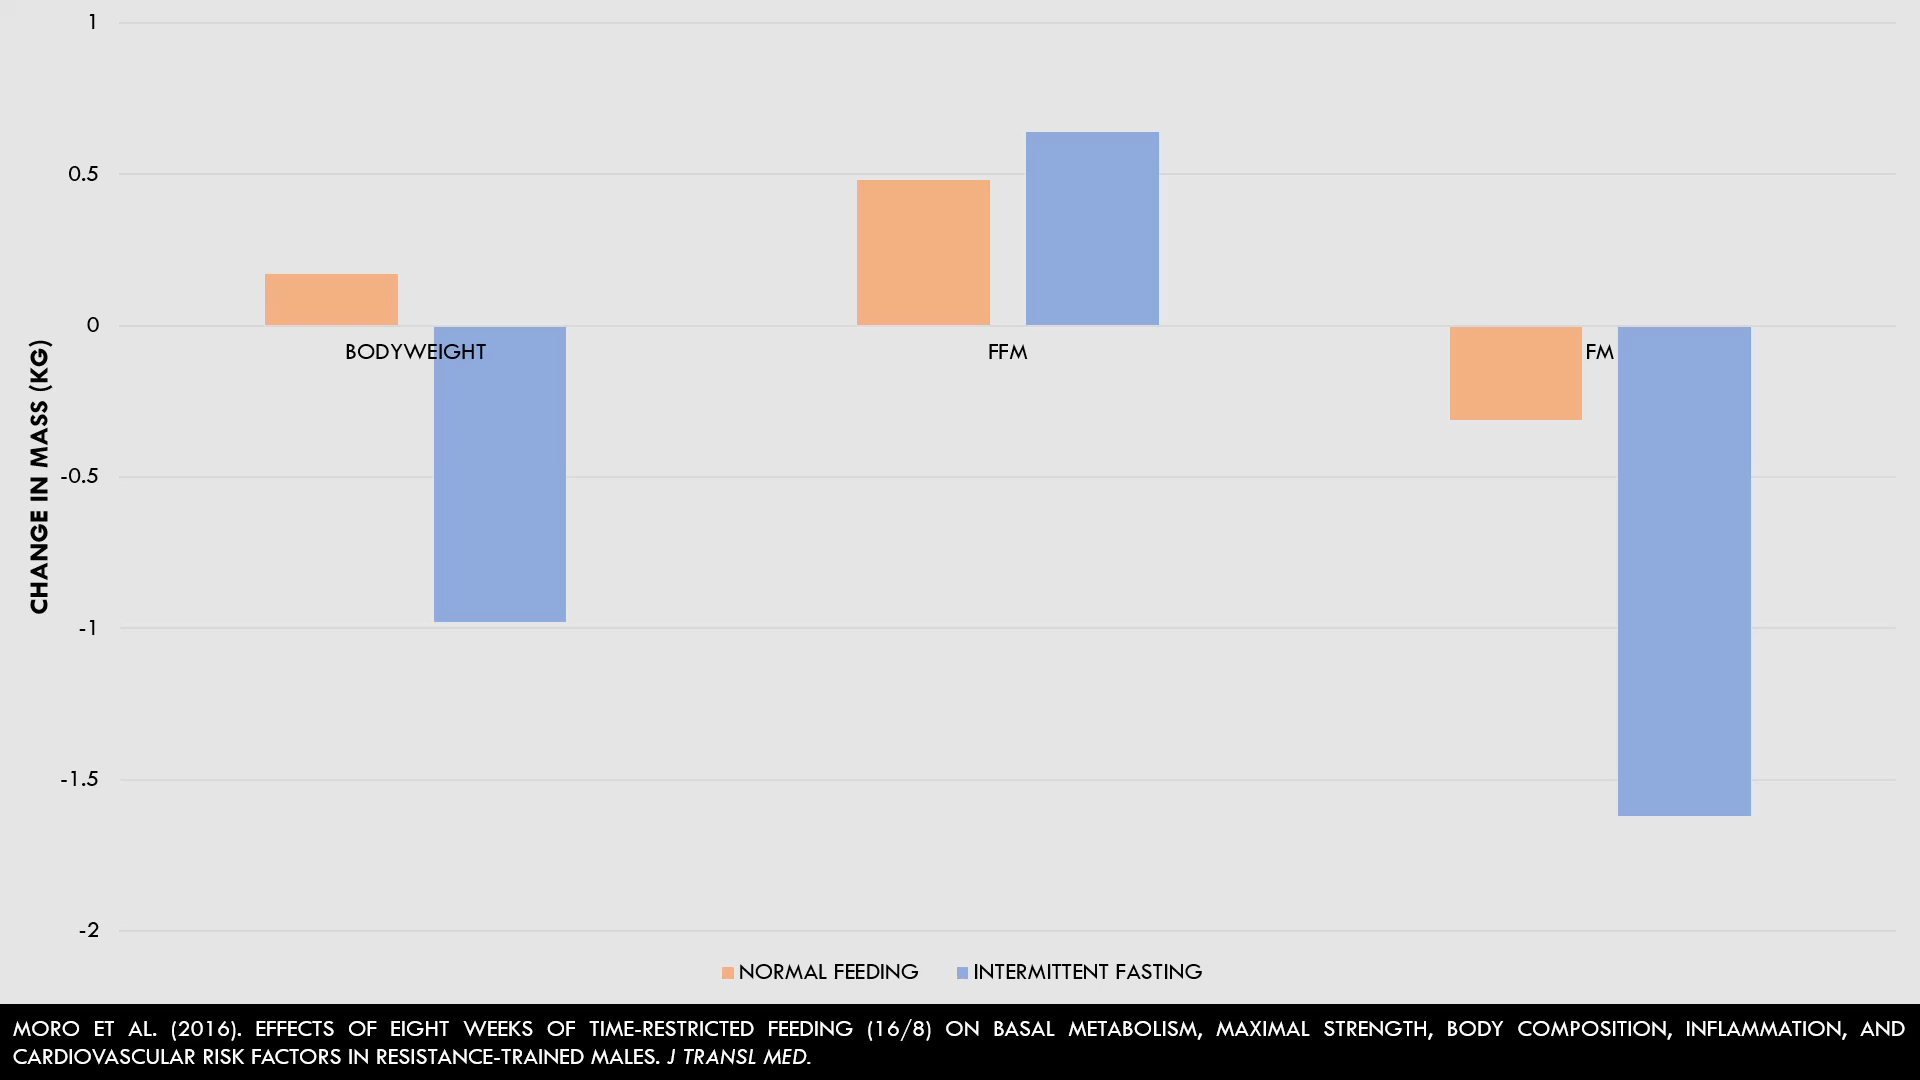 1
0.5
0
-0.5
-1
-1.5
-2
CHANGE IN MASS (KG)
BODYWEIGHT
FFM
FM
NORMAL FEEDING
INTERMITTENT FASTING
MORO ET AL. (2016). EFFECTS OF EIGHT WEEKS OF TIME-RESTRICTED FEEDING (16/8) ON BASAL METABOLISM, MAXIMAL STRENGTH, BODY COMPOSITION, INFLAMMATION, AND
CARDIOVASCULAR RISK FACTORS IN RESISTANCE-TRAINED MALES. J TRANSL MED.